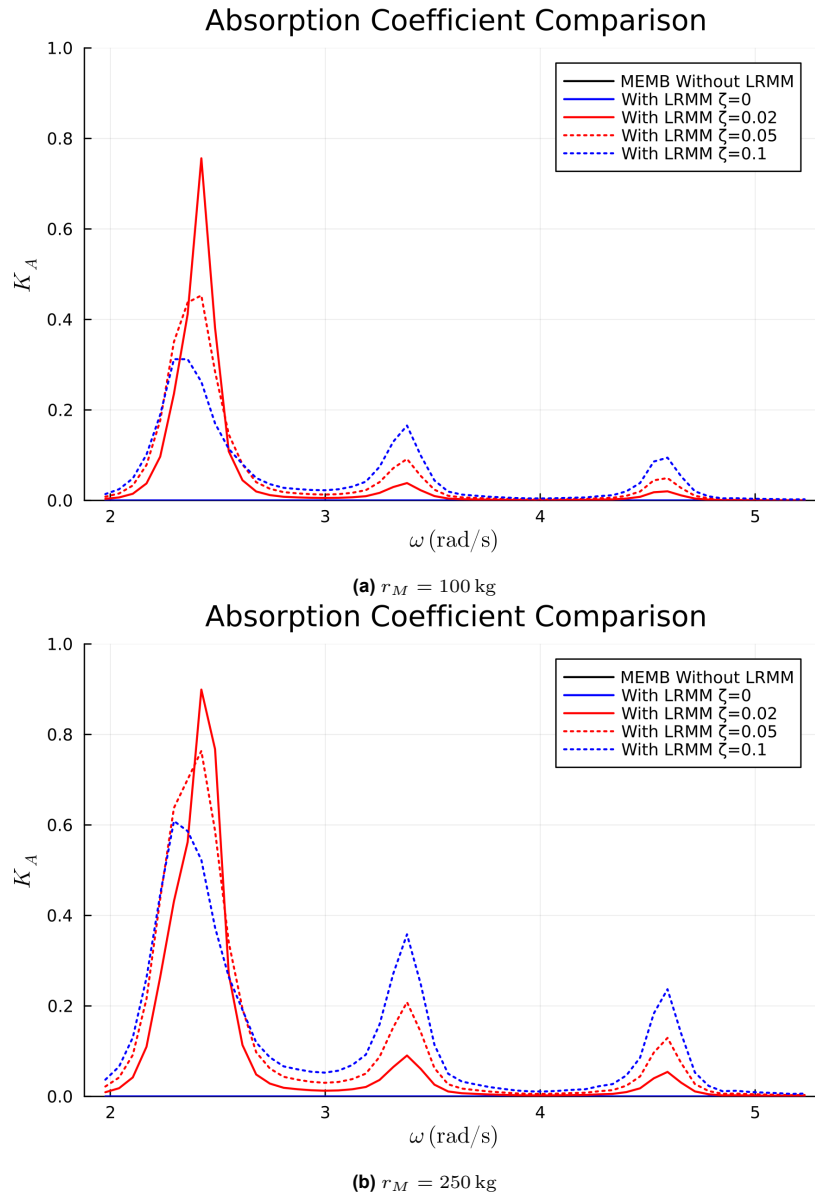 Absorption Coefficient Comparison
1.0
0.8
0.6
0.4
0.2
0.0
K_A
MEMB Without LRMM
With LRMM ζ=0
With LRMM ζ=0.02
With LRMM ζ=0.05
With LRMM ζ=0.1
2 3 4 5
ω (rad/s)
(a) r_M = 100 kg
Absorption Coefficient Comparison
1.0
0.8
0.6
0.4
0.2
0.0
K_A
MEMB Without LRMM
With LRMM ζ=0
With LRMM ζ=0.02
With LRMM ζ=0.05
With LRMM ζ=0.1
2 3 4 5
ω (rad/s)
(b) r_M = 250 kg